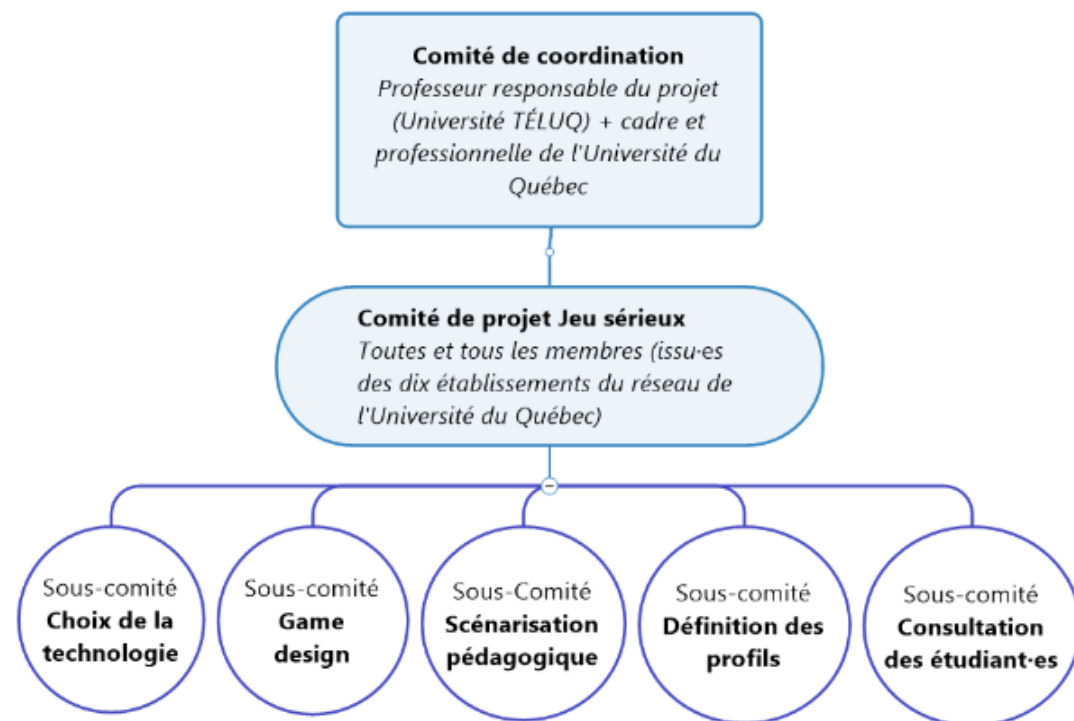 Comité de coordination
Professeur responsable du projet
(Université TÉLUQ) + cadre et
professionnelle de l'Université du
Québec
Comité de projet Jeu sérieux
Toutes et tous les membres (issu·es
des dix établissements du réseau de
l'Université du Québec)
Sous-comité
Choix de la
technologie
Sous-comité
Game
design
Sous-Comité
Scénarisation
pédagogique
Sous-comité
Définition des
profils
Sous-comité
Consultation
des étudiant·es